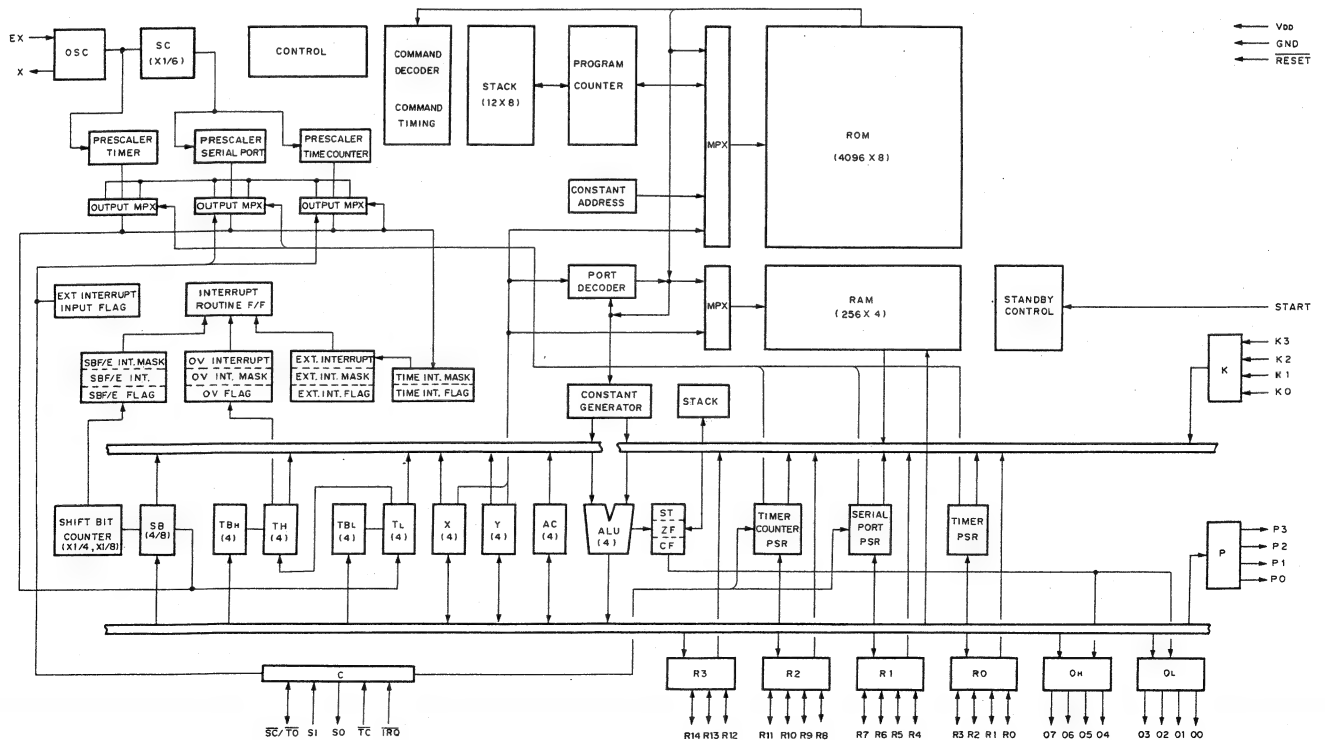 EX
X
OSC
SC
(X1/6)
CONTROL
COMMAND
DECODER
COMMAND
TIMING
STACK
(12X8)
PROGRAM
COUNTER
MPX
ROM
(4096 X 8)
VDD
GND
RESET
PRESCALER
TIMER
PRESCALER
SERIAL PORT
PRESCALER
TIME COUNTER
OUTPUT MPX
OUTPUT MPX
OUTPUT MPX
CONSTANT
ADDRESS
PORT
DECODER
MPX
RAM
(256 X 4)
STANDBY
CONTROL
START
EXT INTERRUPT
INPUT FLAG
INTERRUPT
ROUTINE F/F
SBF/E INT. MASK
SBF/E INT.
SBF/E FLAG
OV INTERRUPT
OV INT. MASK
OV FLAG
EXT. INTERRUPT
EXT. INT. MASK
EXT. INT. FLAG
TIME INT. MASK
TIME INT. FLAG
CONSTANT
GENERATOR
STACK
K
K3
K2
K1
K0
SHIFT BIT
COUNTER
(X1/4, X1/8)
SB
(4/8)
TBH
(4)
TH
(4)
TBL
(4)
TL
(4)
X
(4)
Y
(4)
AC
(4)
ALU
(4)
ST
ZF
CF
TIMER
COUNTER
PSR
SERIAL
PORT
PSR
TIMER
PSR
P
P3
P2
P1
P0
C
R3
R2
R1
R0
OH
OL
SC/TO SI SO TC IRQ
R14 R13 R12
R11 R10 R9 R8
R7 R6 R5 R4
R3 R2 R1 R0
O7 O6 O5 O4
O3 O2 O1 O0